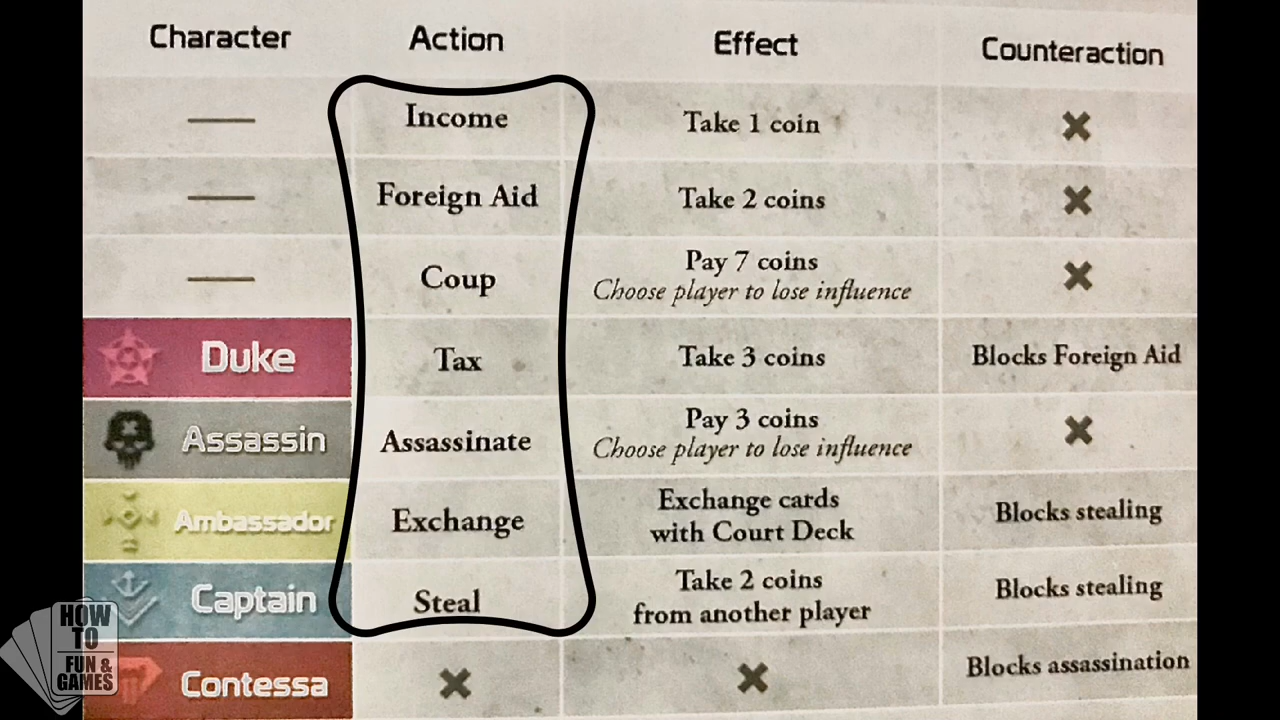 Character Action Effect Counteraction
— Income Take 1 coin ✖
— Foreign Aid Take 2 coins ✖
— Coup Pay 7 coins ✖
Choose player to lose influence
Duke Tax Take 3 coins Blocks Foreign Aid
Assassin Assassinate Pay 3 coins ✖
Choose player to lose influence
Ambassador Exchange Exchange cards Blocks stealing
with Court Deck
Captain Steal Take 2 coins Blocks stealing
from another player
Contessa ✖ ✖ Blocks assassination
HOW
TO
FUN &
GAMES